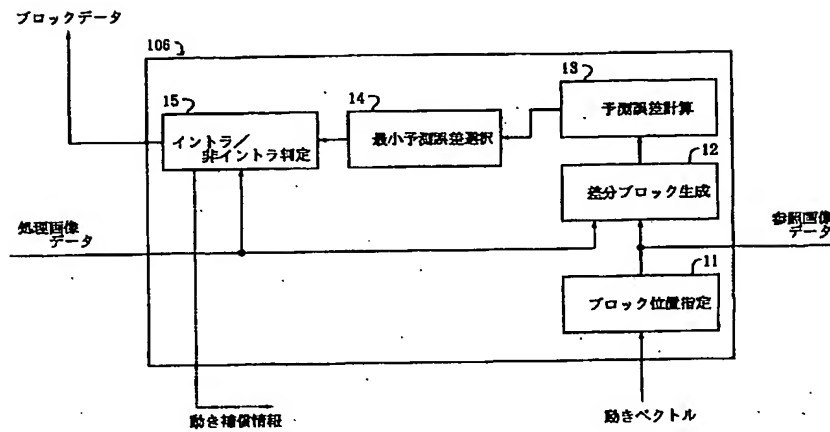 ブロックデータ
106
13
予測誤差計算
14
最小予測誤差選択
15
イントラ/
非イントラ判定
12
差分ブロック生成
処理画像
データ
参照画像
データ
11
ブロック位置指定
動き補償情報
動きベクトル